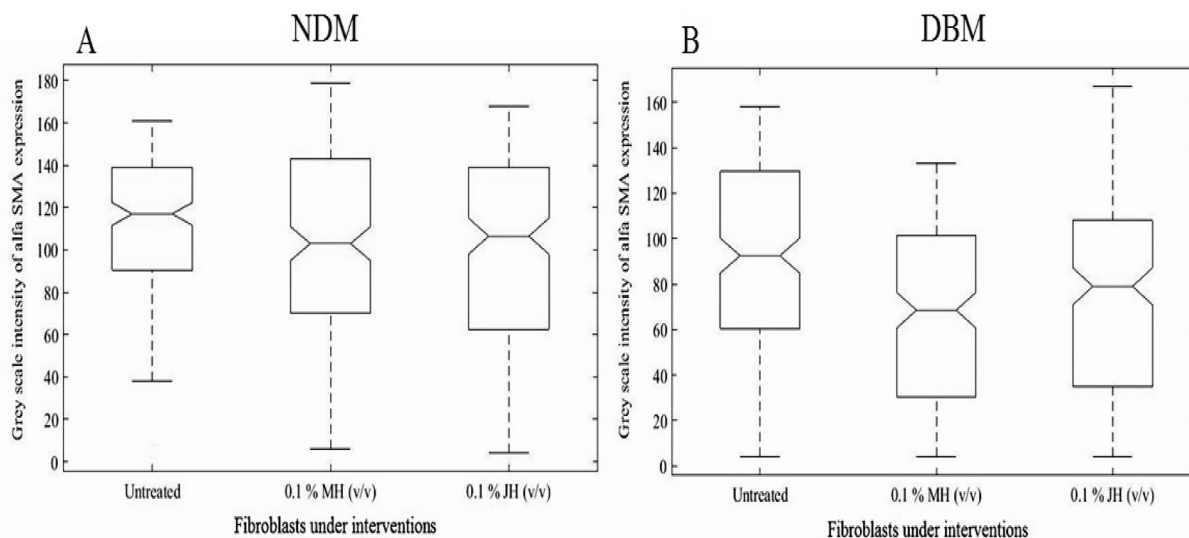 A
NDM
Grey scale intensity of alfa SMA expression
180
160
140
120
100
80
60
40
20
0
Untreated
0.1 % MH (v/v)
0.1 % JH (v/v)
Fibroblasts under interventions
B
DBM
Grey scale intensity of alfa SMA expression
160
140
120
100
80
60
40
20
0
Untreated
0.1 % MH (v/v)
0.1 % JH (v/v)
Fibroblasts under interventions